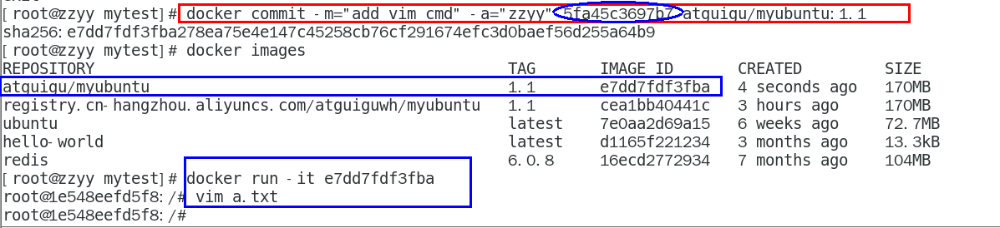 [root@zzyy mytest]# docker commit -m="add vim cmd" -a="zzyy" 5fa45c3697b7 atguigu/myubuntu:1.1
sha256:e7dd7fdf3fba278ea75e4e147c45258cb76cf291674efc3d0baef56d255a64b9
[root@zzyy mytest]# docker images
REPOSITORY TAG IMAGE ID CREATED SIZE
atguigu/myubuntu 1.1 e7dd7fdf3fba 4 seconds ago 170MB
registry.cn-hangzhou.aliyuncs.com/atguiguwh/myubuntu 1.1 cea1bb40441c 3 hours ago 170MB
ubuntu latest 7e0aa2d69a15 6 weeks ago 72.7MB
hello-world latest d1165f221234 3 months ago 13.3kB
redis 6.0.8 16ecd2772934 7 months ago 104MB
[root@zzyy mytest]# docker run -it e7dd7fdf3fba
root@1e548eefd5f8:/# vim a.txt
root@1e548eefd5f8:/#